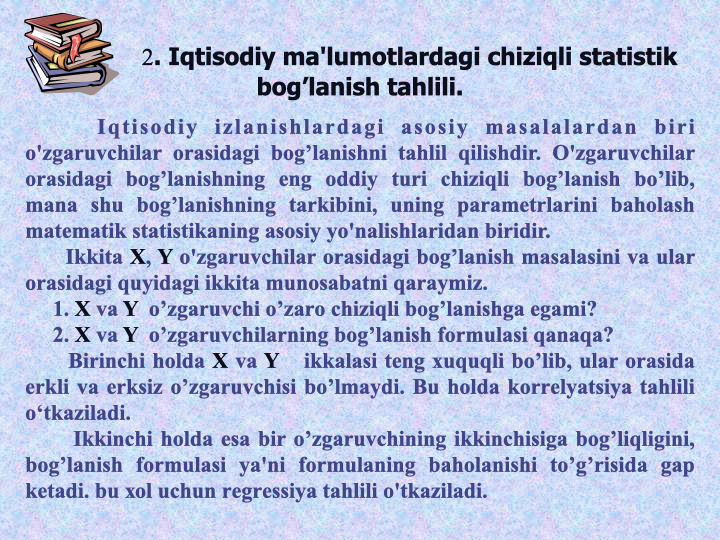 2. Iqtisodiy ma'lumotlardagi chiziqli statistik
bog’lanish tahlili.
Iqtisodiy izlanishlardagi asosiy masalalardan biri
o'zgaruvchilar orasidagi bog’lanishni tahlil qilishdir. O'zgaruvchilar
orasidagi bog’lanishning eng oddiy turi chiziqli bog’lanish bo’lib,
mana shu bog’lanishning tarkibini, uning parametrlarini baholash
matematik statistikaning asosiy yo'nalishlaridan biridir.
Ikkita X, Y o'zgaruvchilar orasidagi bog’lanish masalasini va ular
orasidagi quyidagi ikkita munosabatni qaraymiz.
1. X va Y o’zgaruvchi o’zaro chiziqli bog’lanishga egami?
2. X va Y o’zgaruvchilarning bog’lanish formulasi qanaqa?
Birinchi holda X va Y ikkalasi teng xuquqli bo’lib, ular orasida
erkli va erksiz o’zgaruvchisi bo’lmaydi. Bu holda korrelyatsiya tahlili
o‘tkaziladi.
Ikkinchi holda esa bir o’zgaruvchining ikkinchisiga bog’liqligini,
bog’lanish formulasi ya'ni formulaning baholanishi to’g’risida gap
ketadi. bu xol uchun regressiya tahlili o'tkaziladi.